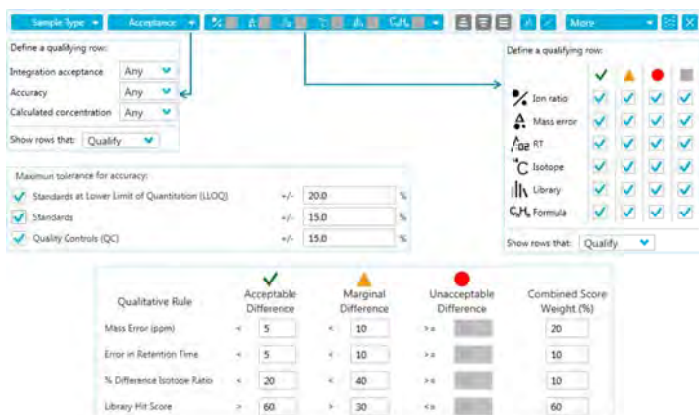 Sample Type Acceptance More
Define a qualifying row:
Integration acceptance Any
Accuracy Any
Calculated concentration Any
Show rows that: Qualify
Define a qualifying row:
Ion ratio
Mass error
RT
Isotope
Library
CₓHᵧ Formula
Show rows that: Qualify
Maximum tolerance for accuracy:
Standards at Lower Limit of Quantitation (LLOQ) +/- 20.0 %
Standards +/- 15.0 %
Quality Controls (QC) +/- 15.0 %
Qualitative Rule
Acceptable Difference
Marginal Difference
Unacceptable Difference
Combined Score Weight (%)
Mass Error (ppm) < 5 < 10 >= 20
Error in Retention Time < 5 < 10 >= 10
% Difference Isotope Ratio < 20 < 40 >= 10
Library Hit Score > 60 > 30 <= 60